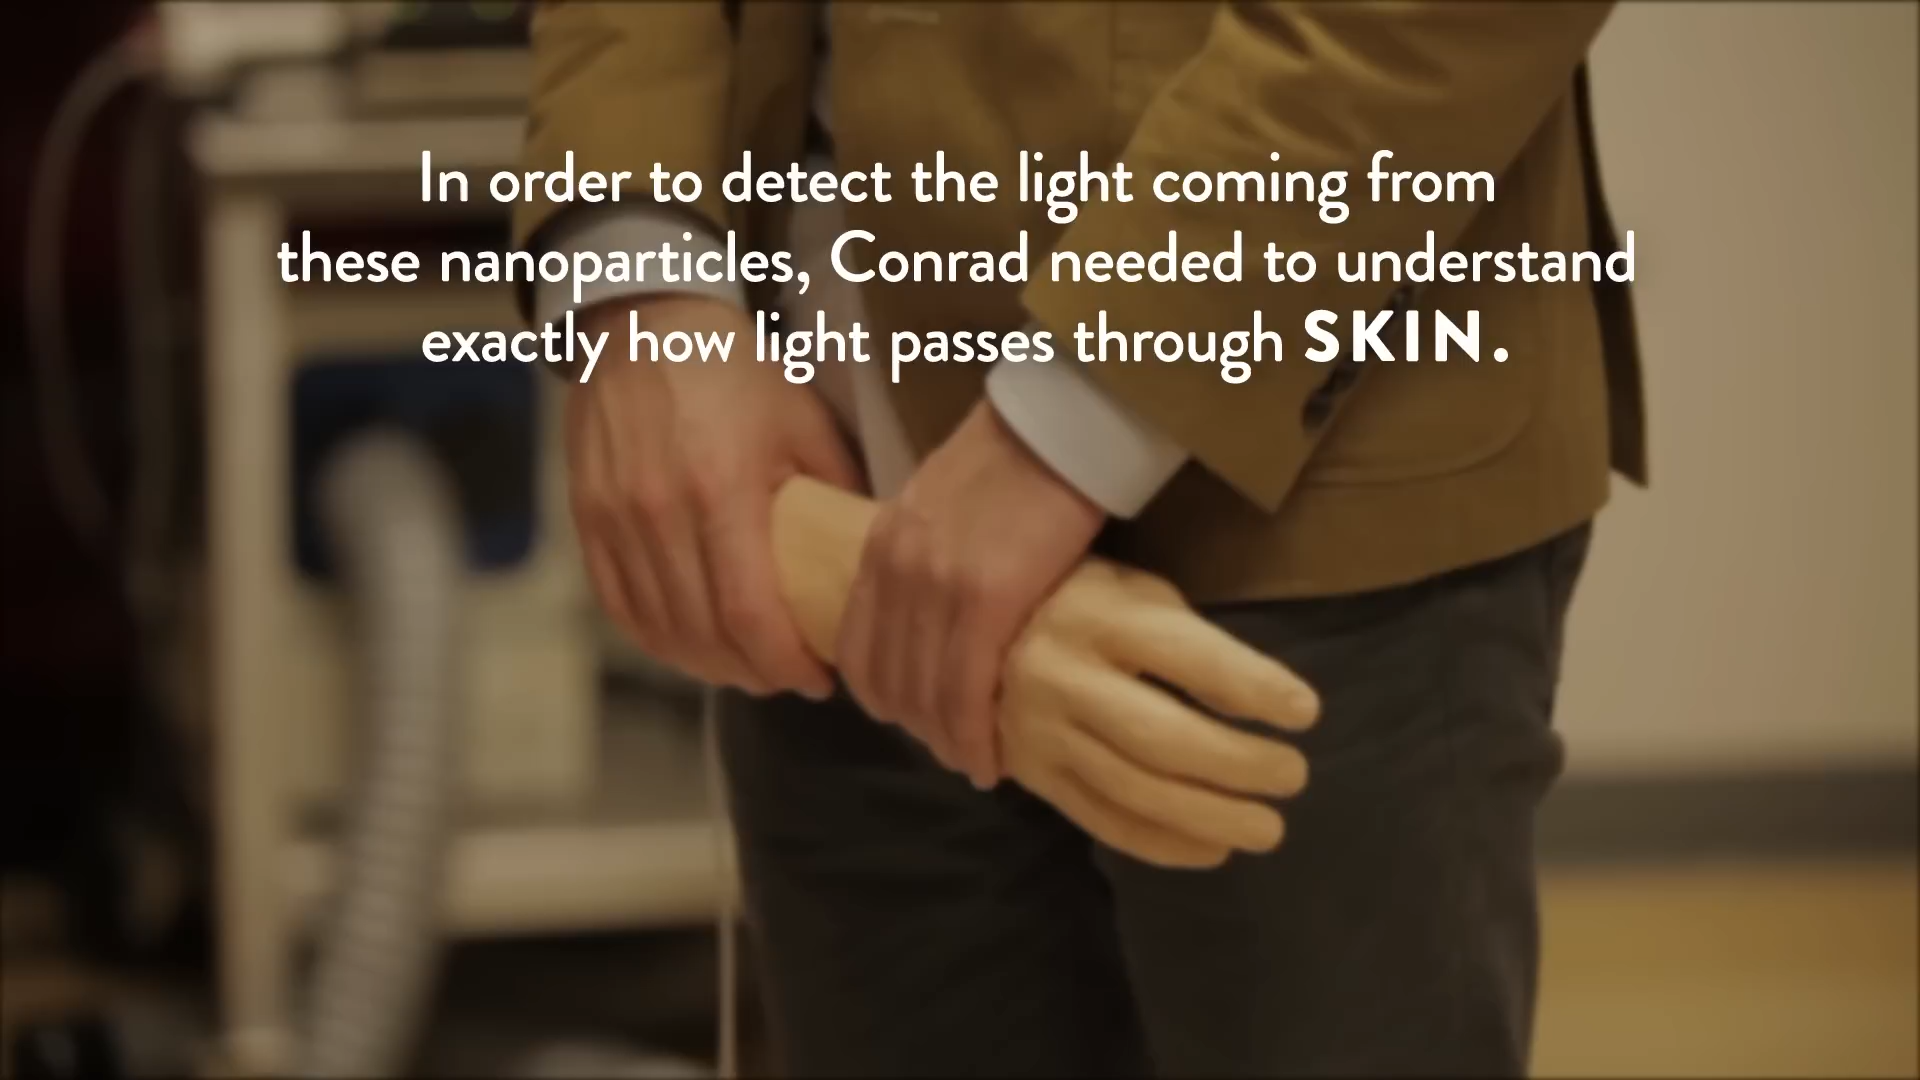 In order to detect the light coming from
these nanoparticles, Conrad needed to understand
exactly how light passes through SKIN.